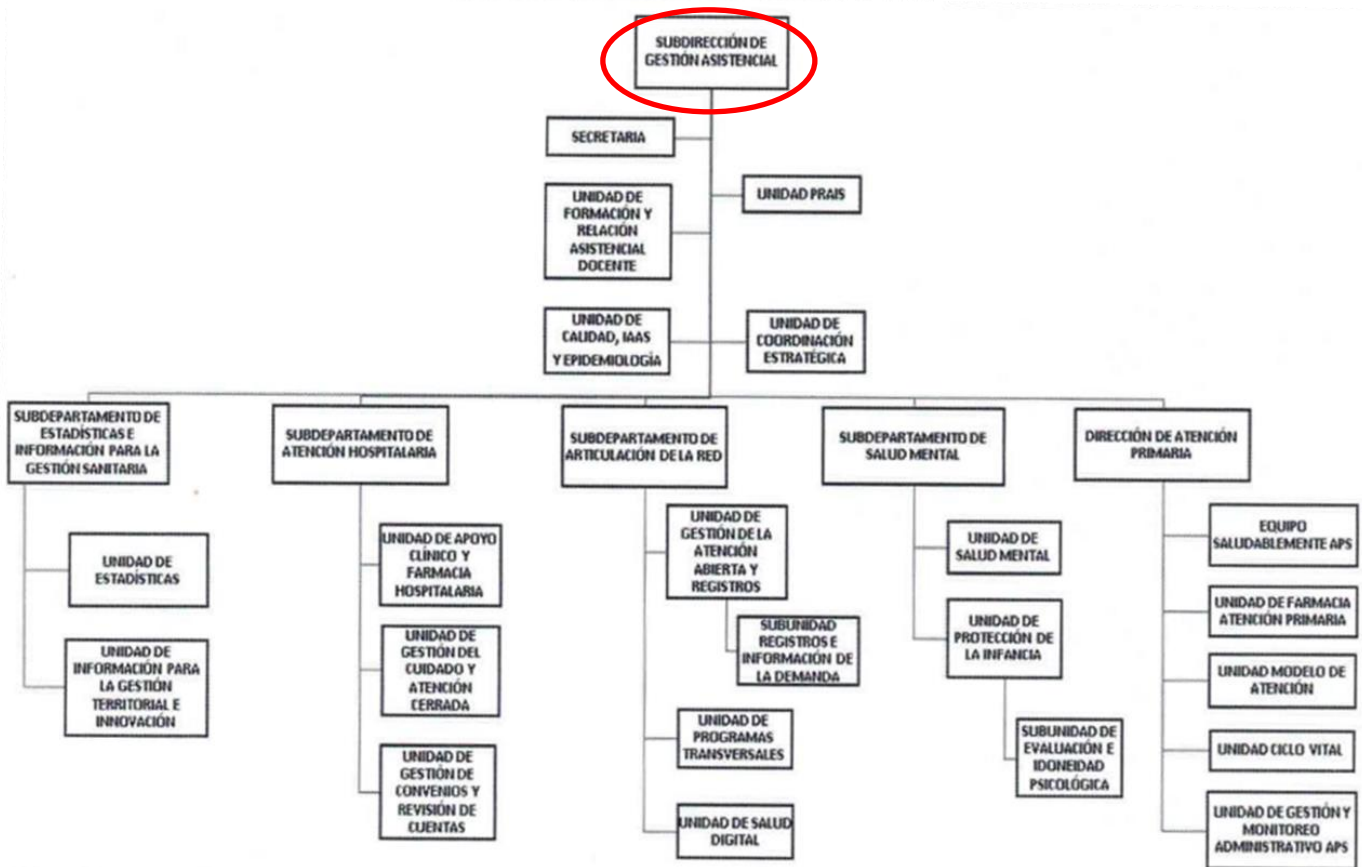 SUBDIRECCIÓN DE
GESTIÓN ASISTENCIAL
SECRETARIA
UNIDAD PRAIS
UNIDAD DE
FORMACIÓN Y
RELACIÓN
ASISTENCIAL
DOCENTE
UNIDAD DE
CALIDAD, IAAS
Y EPIDEMIOLOGÌA
UNIDAD DE
COORDINACIÓN
ESTRATÉGICA
SUBDEPARTAMENTO DE
ESTADÍSTICAS E
INFORMACIÓN PARA LA
GESTIÓN SANITARIA
SUBDEPARTAMENTO DE
ATENCIÓN HOSPITALARIA
SUBDEPARTAMENTO DE
ARTICULACIÓN DE LA RED
SUBDEPARTAMENTO DE
SALUD MENTAL
DIRECCIÓN DE ATENCIÓN
PRIMARIA
UNIDAD DE
ESTADÍSTICAS
UNIDAD DE
INFORMACIÓN PARA
LA GESTIÓN
TERRITORIAL E
INNOVACIÓN
UNIDAD DE APOYO
CLÍNICO Y
FARMACIA
HOSPITALARIA
UNIDAD DE
GESTIÓN DEL
CUIDADO Y
ATENCIÓN
CERRADA
UNIDAD DE
GESTIÓN DE
CONVENIOS Y
REVISIÓN DE
CUENTAS
UNIDAD DE
GESTIÓN DE LA
ATENCIÓN
ABIERTA Y
REGISTROS
SUBUNIDAD
REGISTROS E
INFORMACIÓN DE
LA DEMANDA
UNIDAD DE
PROGRAMAS
TRANSVERSALES
UNIDAD DE SALUD
DIGITAL
UNIDAD DE
SALUD MENTAL
UNIDAD DE
PROTECCIÓN DE
LA INFANCIA
SUBUNIDAD DE
EVALUACIÓN E
IDONEIDAD
PSICOLÓGICA
EQUIPO
SALUDABLEMENTE APS
UNIDAD DE FARMACIA
ATENCIÓN PRIMARIA
UNIDAD MODELO DE
ATENCIÓN
UNIDAD CICLO VITAL
UNIDAD DE GESTIÓN Y
MONITOREO
ADMINISTRATIVO APS